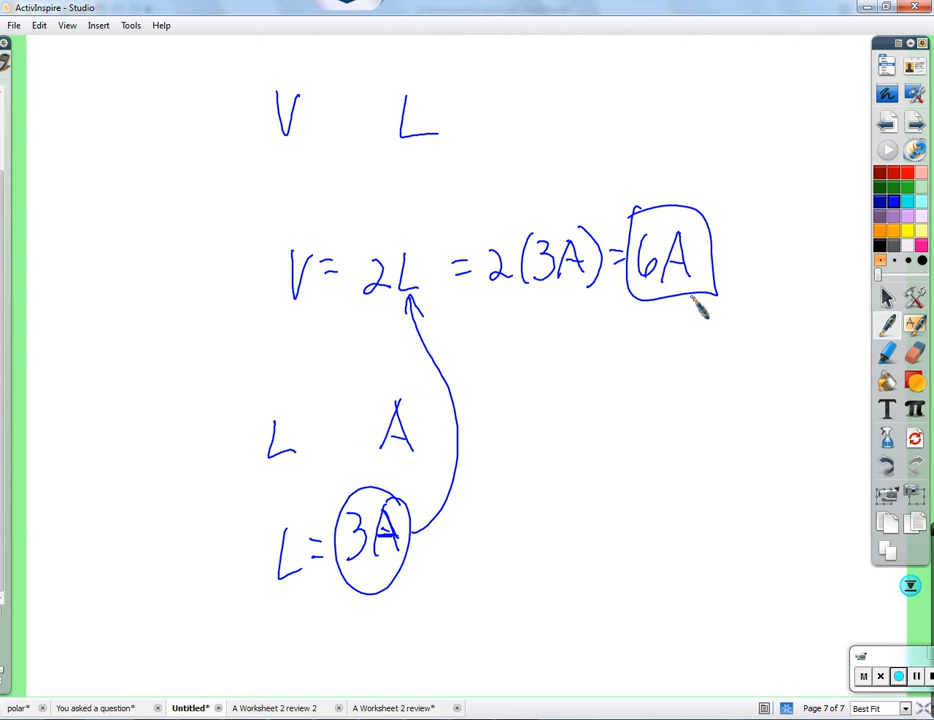 ActivInspire - Studio
File Edit View Insert Tools Help
V L
V = 2L = 2(3A) = 6A
L A
L = 3A
M
polar* You asked a question* Untitled* A Worksheet 2 review 2 A Worksheet 2 review* Page 7 of 7 Best Fit